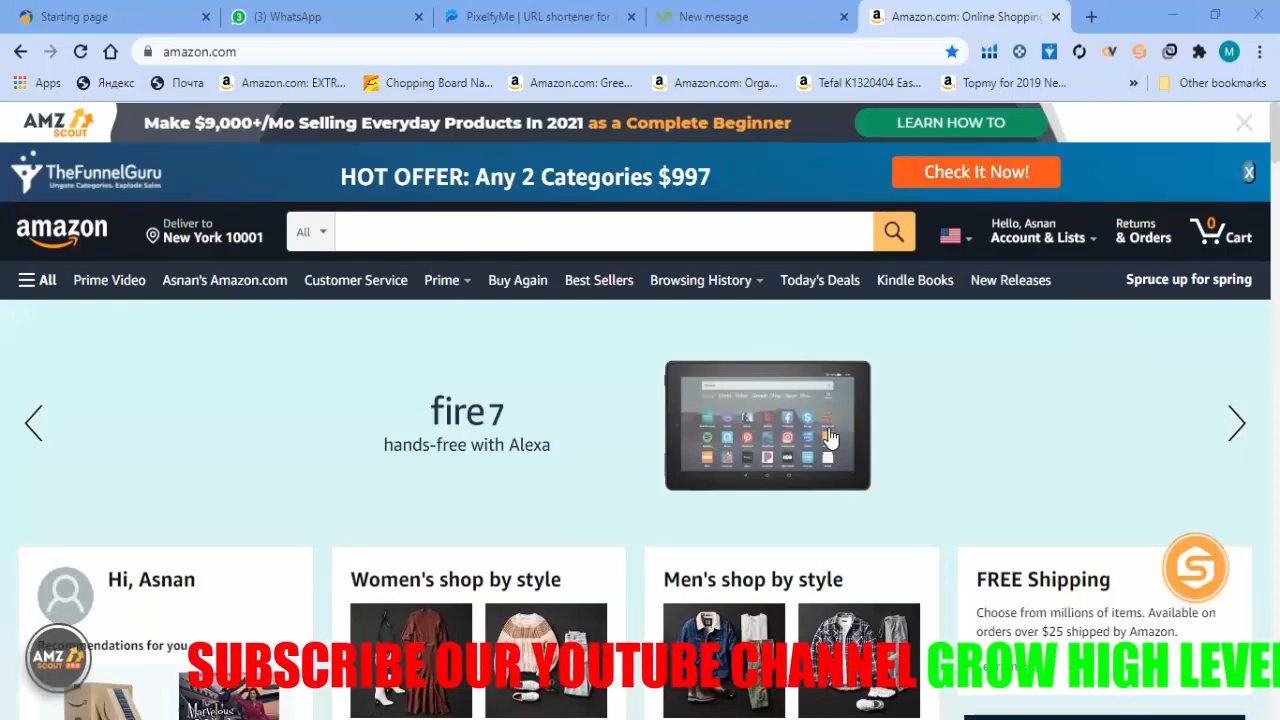 Starting page
(3) WhatsApp
PixelfyMe | URL shortener for
New message
Amazon.com: Online Shopping
amazon.com
M
Apps
Яндекс
Почта
Amazon.com: EXTR...
Chopping Board Na...
Amazon.com: Gree...
Amazon.com: Orga...
Tefal K1320404 Eas...
Topmy for 2019 Ne...
»
Other bookmarks
AMZ SCOUT
Make $9,000+/Mo Selling Everyday Products In 2021 as a Complete Beginner
LEARN HOW TO
TheFunnelGuru
Ungate Categories. Explode Sales
HOT OFFER: Any 2 Categories $997
Check It Now!
X
amazon
Deliver to
New York 10001
All
Hello, Asnan
Account & Lists
Returns
& Orders
0
Cart
All
Prime Video
Asnan's Amazon.com
Customer Service
Prime
Buy Again
Best Sellers
Browsing History
Today's Deals
Kindle Books
New Releases
Spruce up for spring
fire 7
hands-free with Alexa
Hi, Asnan
Recommendations for you
Women's shop by style
Men's shop by style
FREE Shipping
Choose from millions of items. Available on
orders over $25 shipped by Amazon.
AMZ
SCOUT PRO
SUBSCRIBE OUR YOUTUBE CHANNEL GROW HIGH LEVE